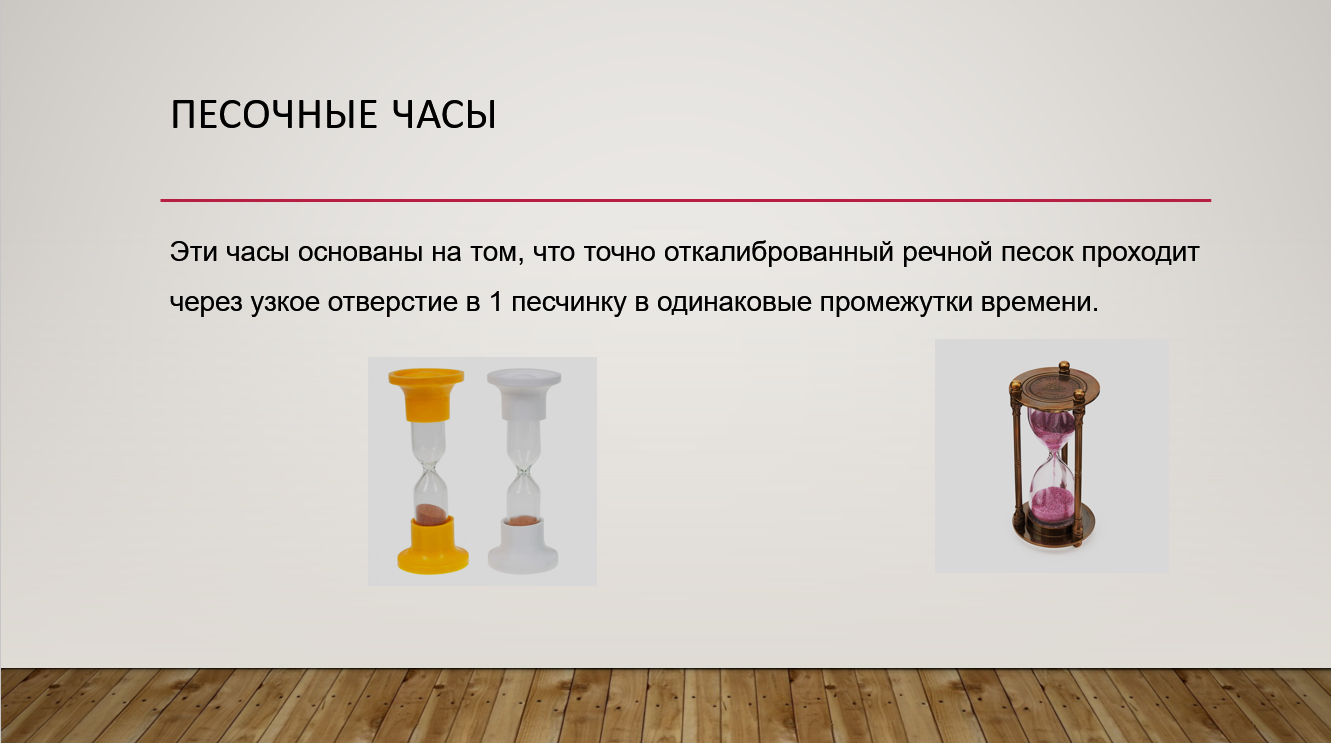 ПЕСОЧНЫЕ ЧАСЫ
Эти часы основаны на том, что точно откалиброванный речной песок проходит
через узкое отверстие в 1 песчинку в одинаковые промежутки времени.